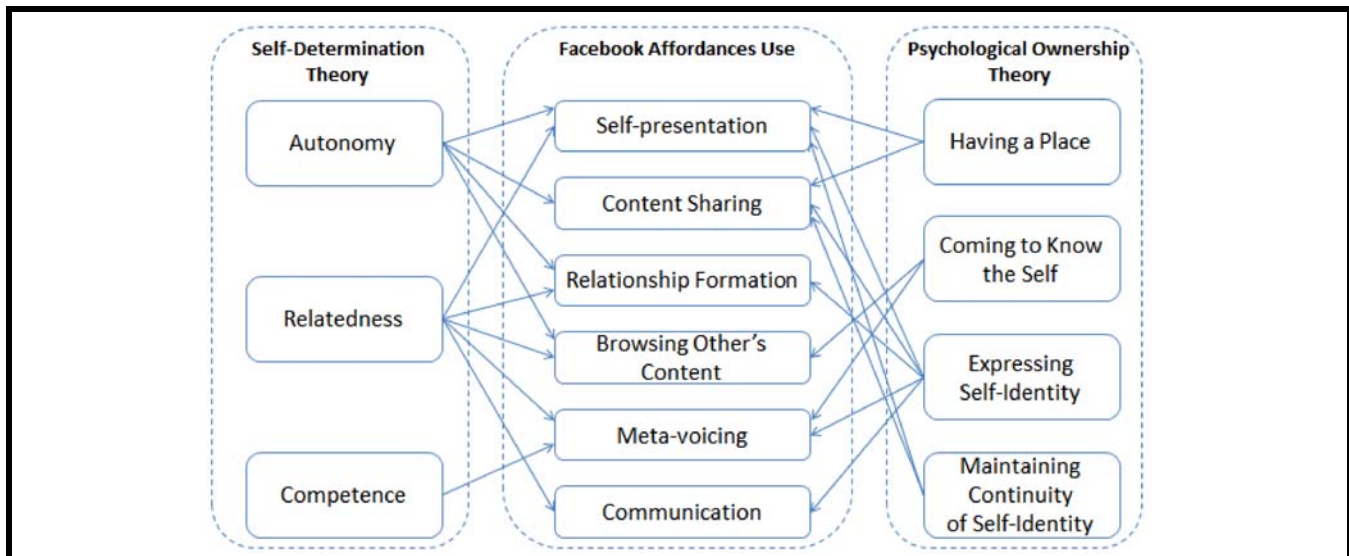 Self-Determination
Theory
Autonomy
Relatedness
Competence
Facebook Affordances Use
Self-presentation
Content Sharing
Relationship Formation
Browsing Other's
Content
Meta-voicing
Communication
Psychological Ownership
Theory
Having a Place
Coming to Know
the Self
Expressing
Self-Identity
Maintaining
Continuity
of Self-Identity